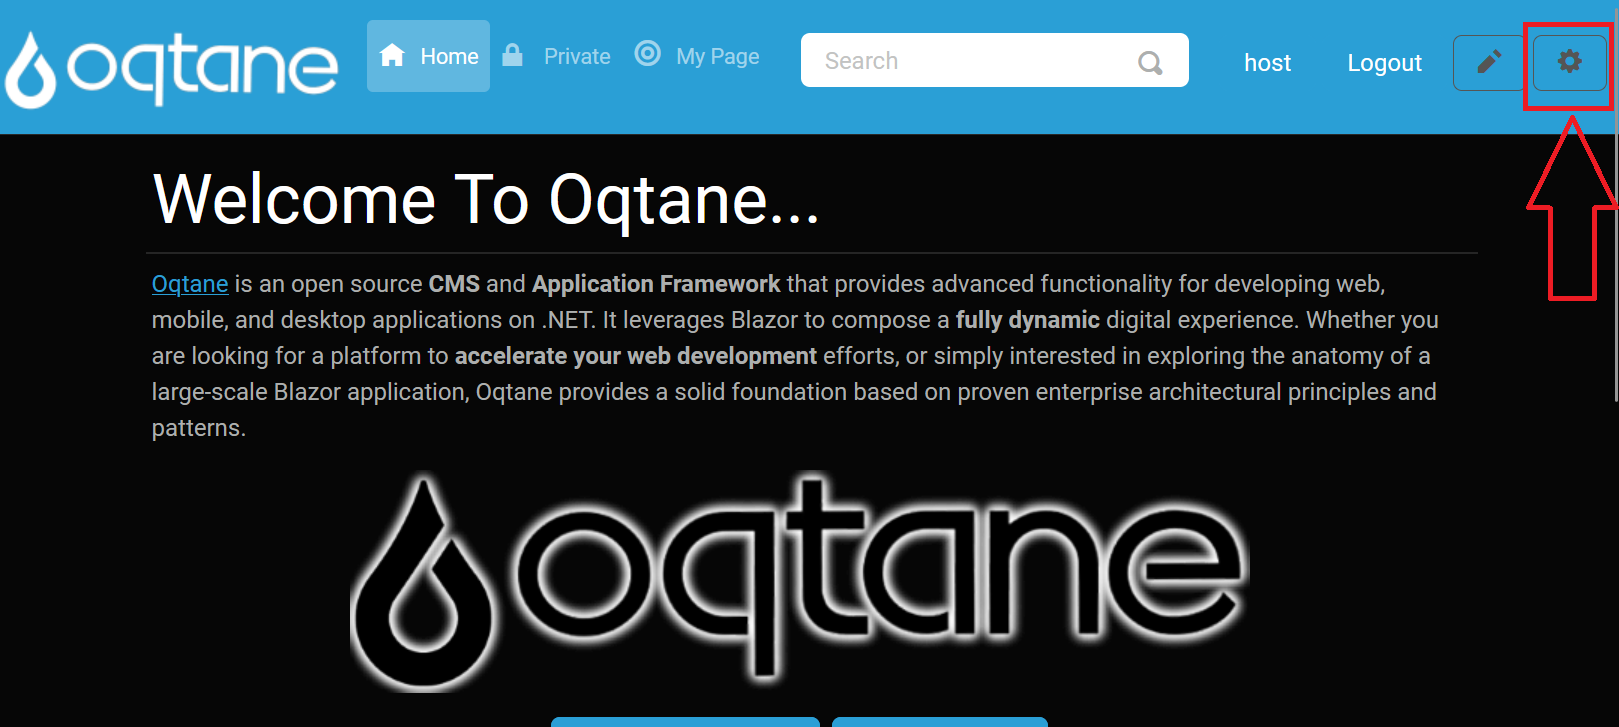 oqtane Home Private My Page Search host Logout
Welcome To Oqtane...
Oqtane is an open source CMS and Application Framework that provides advanced functionality for developing web,
mobile, and desktop applications on .NET. It leverages Blazor to compose a fully dynamic digital experience. Whether you
are looking for a platform to accelerate your web development efforts, or simply interested in exploring the anatomy of a
large-scale Blazor application, Oqtane provides a solid foundation based on proven enterprise architectural principles and
patterns.
oqtane